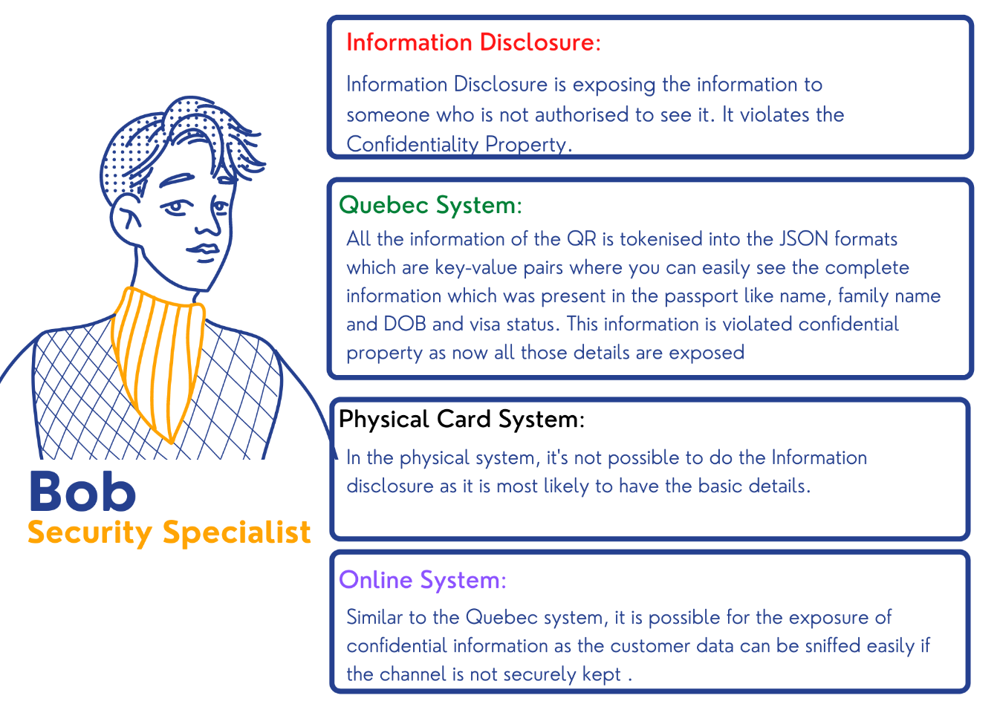 Information Disclosure:
Information Disclosure is exposing the information to
someone who is not authorised to see it. It violates the
Confidentiality Property.
Quebec System:
All the information of the QR is tokenised into the JSON formats
which are key-value pairs where you can easily see the complete
information which was present in the passport like name, family name
and DOB and visa status. This information is violated confidential
property as now all those details are exposed
Physical Card System:
In the physical system, it's not possible to do the Information
disclosure as it is most likely to have the basic details.
Bob
Security Specialist
Online System:
Similar to the Quebec system, it is possible for the exposure of
confidential information as the customer data can be sniffed easily if
the channel is not securely kept .